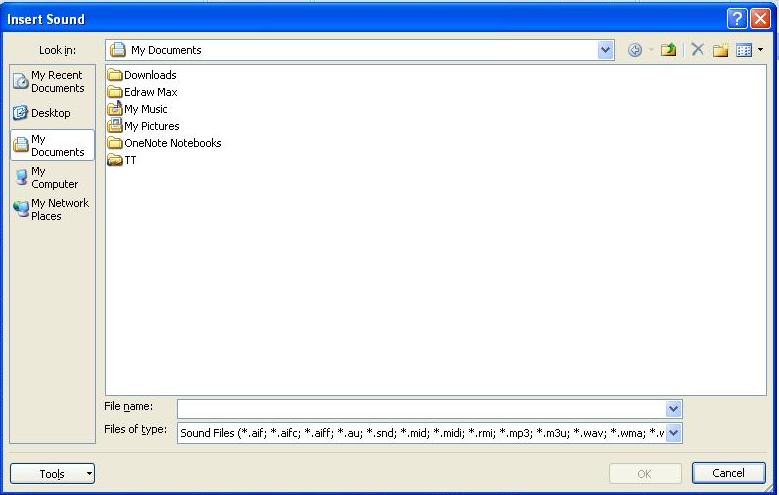 Insert Sound
Look in:
My Documents
My Recent
Documents
Desktop
My
Documents
My
Computer
My Network
Places
Downloads
Edraw Max
My Music
My Pictures
OneNote Notebooks
TT
File name:
Files of type:
Sound Files (*.aif; *.aifc; *.aiff; *.au; *.snd; *.mid; *.midi; *.rmi; *.mp3; *.m3u; *.wav; *.wma; *.w
Tools
OK
Cancel